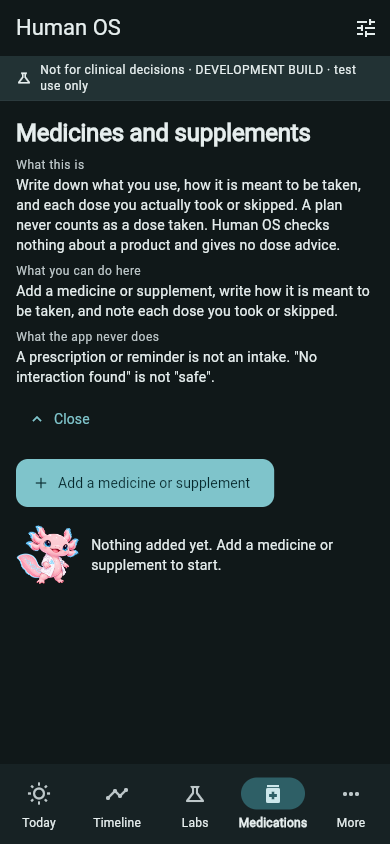 Human OS
Not for clinical decisions · DEVELOPMENT BUILD · test
use only
Medicines and supplements
What this is
Write down what you use, how it is meant to be taken,
and each dose you actually took or skipped. A plan
never counts as a dose taken. Human OS checks
nothing about a product and gives no dose advice.
What you can do here
Add a medicine or supplement, write how it is meant to
be taken, and note each dose you took or skipped.
What the app never does
A prescription or reminder is not an intake. "No
interaction found" is not "safe".
Close
Add a medicine or supplement
Nothing added yet. Add a medicine or
supplement to start.
Today
Timeline
Labs
Medications
More